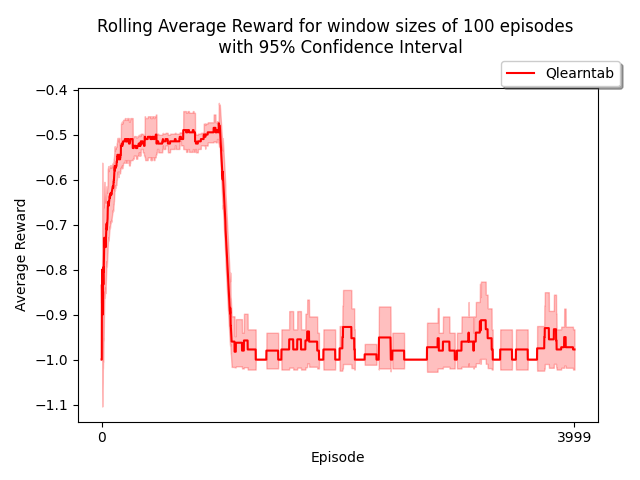 Rolling Average Reward for window sizes of 100 episodes
with 95% Confidence Interval
Qlearntab
Average Reward
−0.4
−0.5
−0.6
−0.7
−0.8
−0.9
−1.0
−1.1
0
3999
Episode